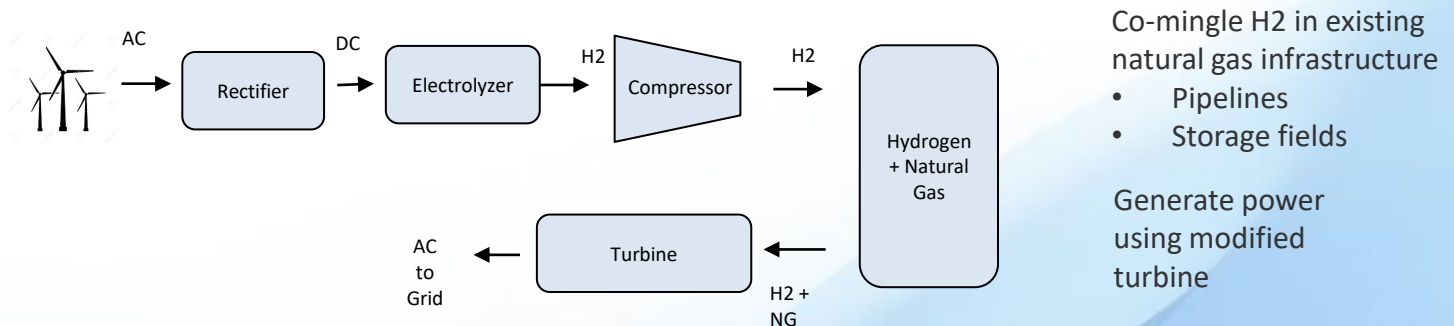 AC
Rectifier
DC
Electrolyzer
H2
Compressor
H2
Hydrogen
+ Natural
Gas
H2 +
NG
Turbine
AC
to
Grid
Co-mingle H2 in existing
natural gas infrastructure
• Pipelines
• Storage fields
Generate power
using modified
turbine